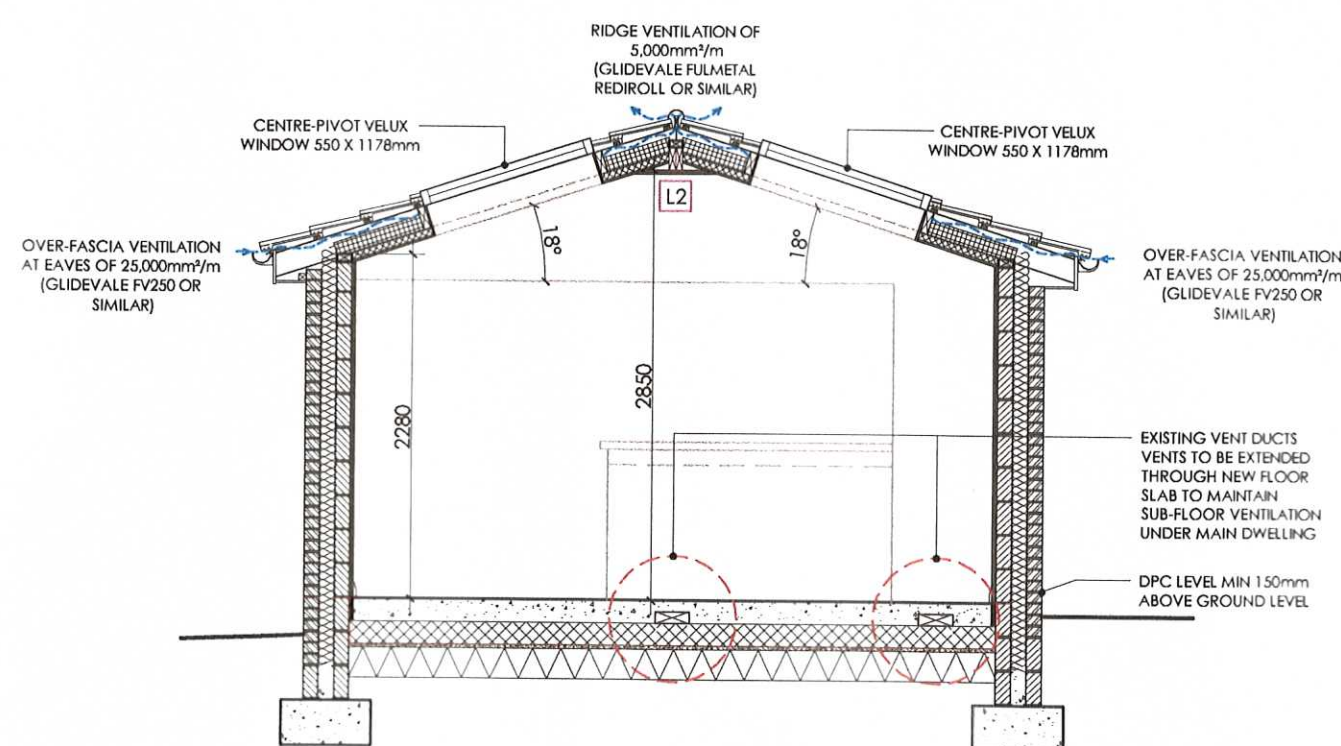 RIDGE VENTILATION OF
5,000mm²/m
(GLIDEVALE FULMETAL
REDIROLL OR SIMILAR)
CENTRE-PIVOT VELUX
WINDOW 550 X 1178mm
CENTRE-PIVOT VELUX
WINDOW 550 X 1178mm
L2
18°
18°
OVER-FASCIA VENTILATION
AT EAVES OF 25,000mm²/m
(GLIDEVALE FV250 OR
SIMILAR)
OVER-FASCIA VENTILATION
AT EAVES OF 25,000mm²/m
(GLIDEVALE FV250 OR
SIMILAR)
2280
2850
EXISTING VENT DUCTS
VENTS TO BE EXTENDED
THROUGH NEW FLOOR
SLAB TO MAINTAIN
SUB-FLOOR VENTILATION
UNDER MAIN DWELLING
DPC LEVEL MIN 150mm
ABOVE GROUND LEVEL